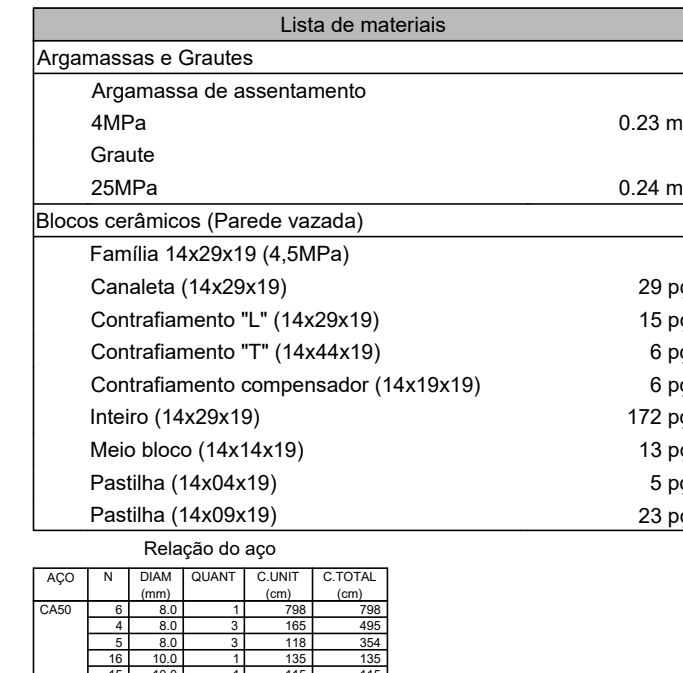 Lista de materiais
Argamassas e Grautes
Argamassa de assentamento
4MPa 0.23 m
Graute
25MPa 0.24 m
Blocos cerâmicos (Parede vazada)
Família 14x29x19 (4,5MPa)
Canaleta (14x29x19) 29
Contrafiamento "L" (14x29x19) 15
Contrafiamento "T" (14x44x19) 6
Contrafiamento compensador (14x19x19) 6
Inteiro (14x29x19) 172
Meio bloco (14x14x19) 13
Pastilha (14x04x19) 5
Pastilha (14x09x19) 23
Relação do aço
AÇO N DIAM QUANT C.UNIT C.TOTAL
(mm) (cm) (cm)
CA50 6 8.0 1 798 798
4 8.0 3 165 495
5 8.0 3 118 354
16 10.0 1 135 135